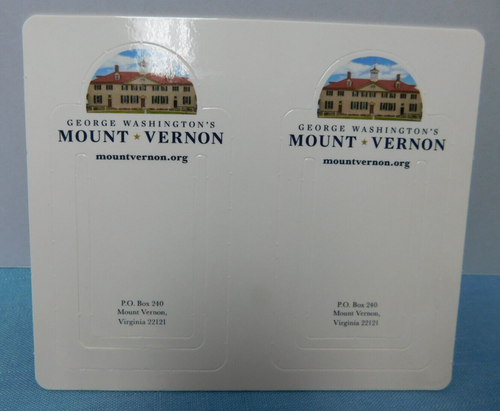 GEORGE WASHINGTON'S
MOUNT ★ VERNON
mountvernon.org
P.O. Box 240
Mount Vernon,
Virginia 22121
GEORGE WASHINGTON'S
MOUNT ★ VERNON
mountvernon.org
P.O. Box 240
Mount Vernon,
Virginia 22121